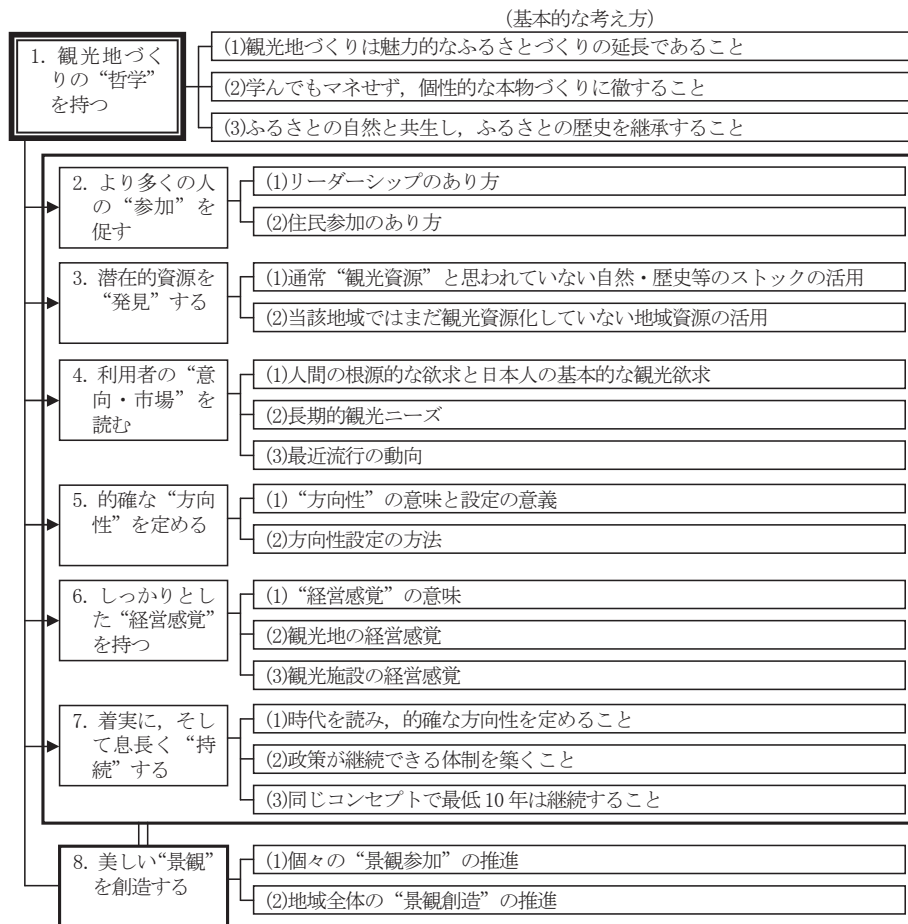 (基本的な考え方)
1. 観光地づく
りの“哲学”
を持つ
(1)観光地づくりは魅力的なふるさとづくりの延長であること
(2)学んでもマネせず，個性的な本物づくりに徹すること
(3)ふるさとの自然と共生し，ふるさとの歴史を継承すること
2. より多くの人
の“参加”を
促す
(1)リーダーシップのあり方
(2)住民参加のあり方
3. 潜在的資源を
“発見”する
(1)通常“観光資源”と思われていない自然・歴史等のストックの活用
(2)当該地域ではまだ観光資源化していない地域資源の活用
4. 利用者の“意
向・市場”を
読む
(1)人間の根源的な欲求と日本人の基本的な観光欲求
(2)長期的観光ニーズ
(3)最近流行の動向
5. 的確な“方向
性”を定める
(1)“方向性”の意味と設定の意義
(2)方向性設定の方法
6. しっかりとし
た“経営感覚”
を持つ
(1)“経営感覚”の意味
(2)観光地の経営感覚
(3)観光施設の経営感覚
7. 着実に，そし
て息長く“持
続”する
(1)時代を読み，的確な方向性を定めること
(2)政策が継続できる体制を築くこと
(3)同じコンセプトで最低10年は継続すること
8. 美しい“景観”
を創造する
(1)個々の“景観参加”の推進
(2)地域全体の“景観創造”の推進